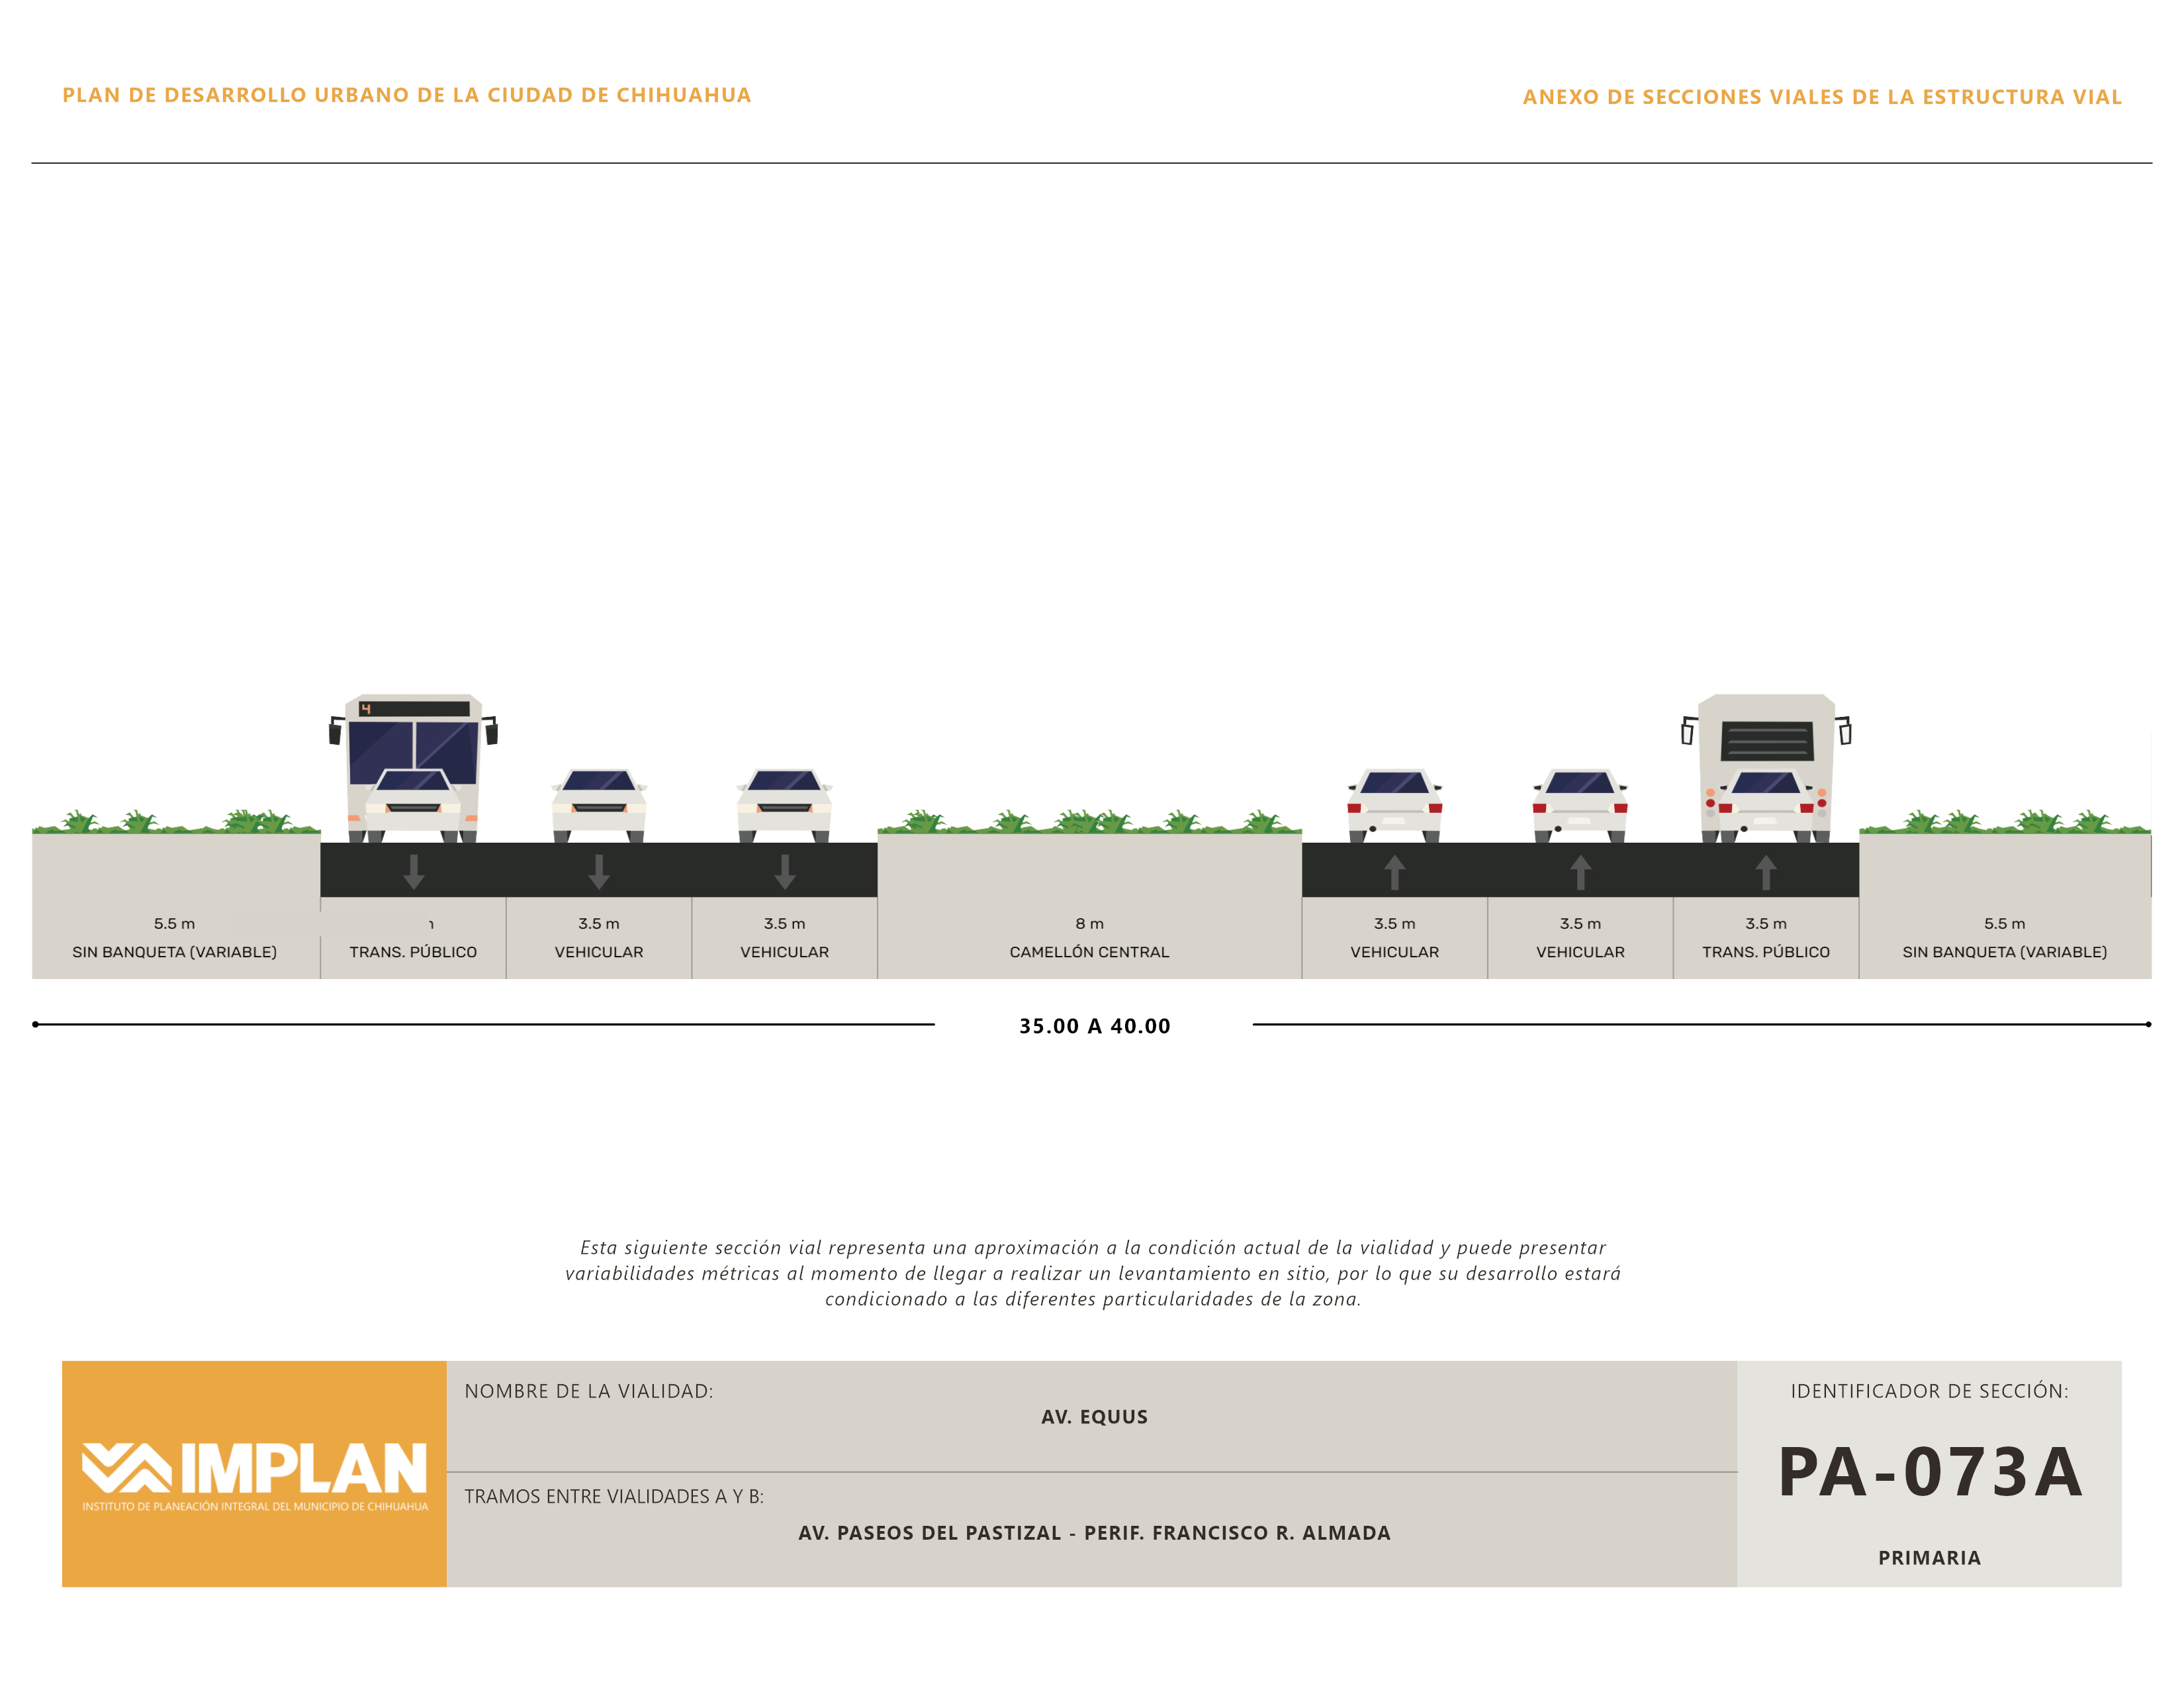 PLAN DE DESARROLLO URBANO DE LA CIUDAD DE CHIHUAHUA
ANEXO DE SECCIONES VIALES DE LA ESTRUCTURA VIAL
4
5.5 m
SIN BANQUETA (VARIABLE)
TRANS. PÚBLICO
3.5 m
VEHICULAR
3.5 m
VEHICULAR
8 m
CAMELLÓN CENTRAL
3.5 m
VEHICULAR
3.5 m
VEHICULAR
3.5 m
TRANS. PÚBLICO
5.5 m
SIN BANQUETA (VARIABLE)
35.00 A 40.00
Esta siguiente sección vial representa una aproximación a la condición actual de la vialidad y puede presentar
variabilidades métricas al momento de llegar a realizar un levantamiento en sitio, por lo que su desarrollo estará
condicionado a las diferentes particularidades de la zona.
IMPLAN
INSTITUTO DE PLANEACIÓN INTEGRAL DEL MUNICIPIO DE CHIHUAHUA
NOMBRE DE LA VIALIDAD:
AV. EQUUS
TRAMOS ENTRE VIALIDADES A Y B:
AV. PASEOS DEL PASTIZAL - PERIF. FRANCISCO R. ALMADA
IDENTIFICADOR DE SECCIÓN:
PA-073A
PRIMARIA